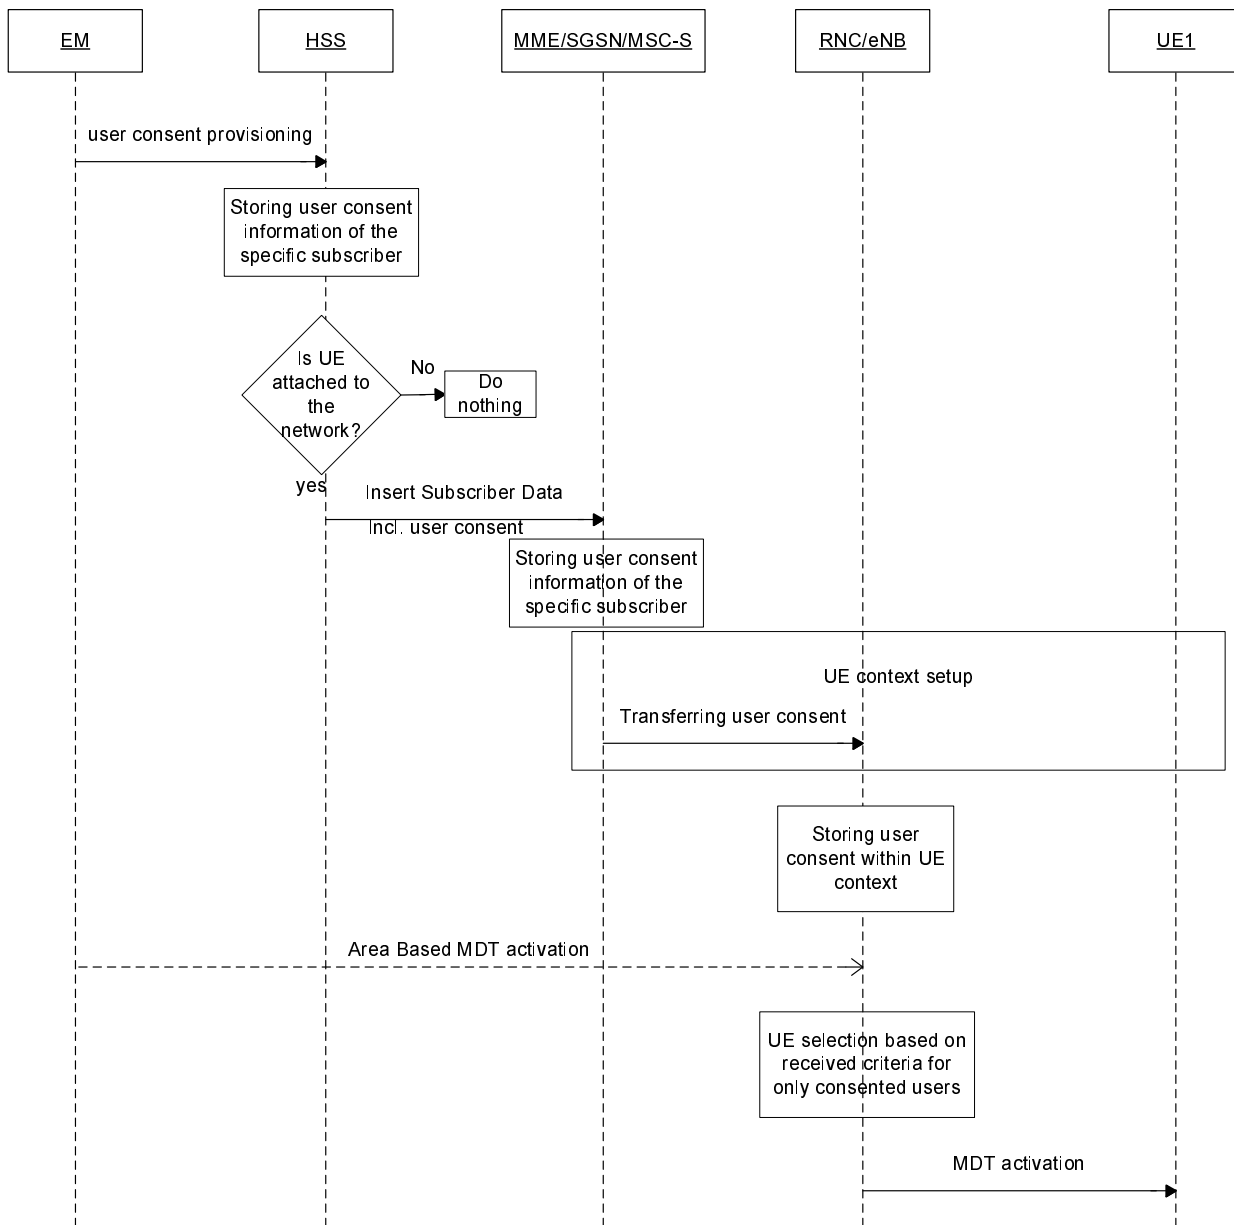 EM
HSS
MME/SGSN/MSC-S
RNC/eNB
UE1
user consent provisioning
Storing user consent
information of the
specific subscriber
Is UE
attached to
the
network?
No
Do
nothing
yes
Insert Subscriber Data
Incl. user consent
Storing user consent
information of the
specific subscriber
UE context setup
Transferring user consent
Storing user
consent within UE
context
Area Based MDT activation
UE selection based on
received criteria for
only consented users
MDT activation